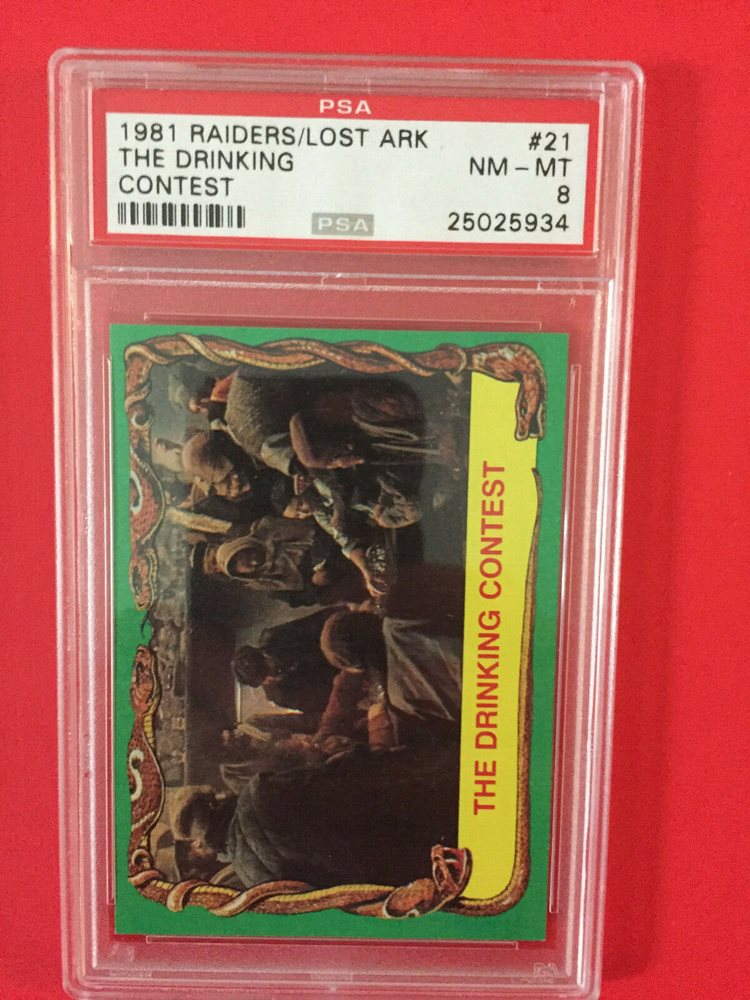 PSA
1981 RAIDERS/LOST ARK #21
THE DRINKING NM - MT
CONTEST 8
PSA 25025934
THE DRINKING CONTEST